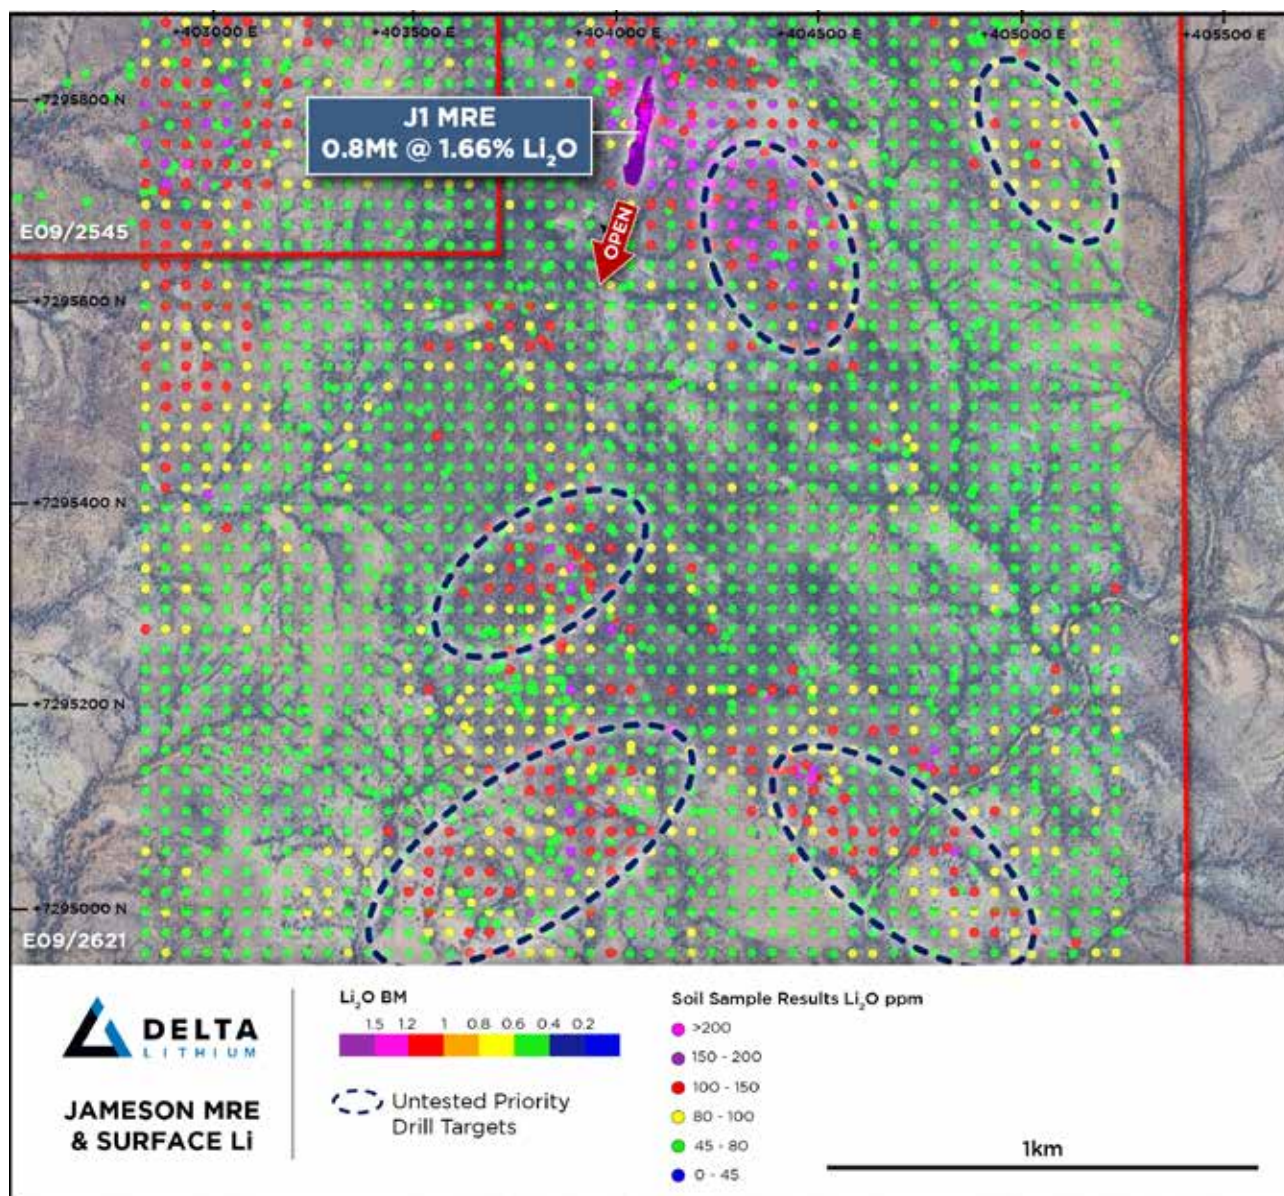 +403000 E
+403500 E
+404000 E
+404500 E
+405000 E
+405500 E
+7295800 N
J1 MRE
0.8Mt @ 1.66% Li₂O
OPEN
E09/2545
+7295600 N
+7295400 N
+7295200 N
+7295000 N
E09/2621
DELTA
LITHIUM
JAMESON MRE
& SURFACE Li
Li₂O BM
1.5 1.2 1 0.8 0.6 0.4 0.2
Untested Priority
Drill Targets
Soil Sample Results Li₂O ppm
>200
150 - 200
100 - 150
80 - 100
45 - 80
0 - 45
1km